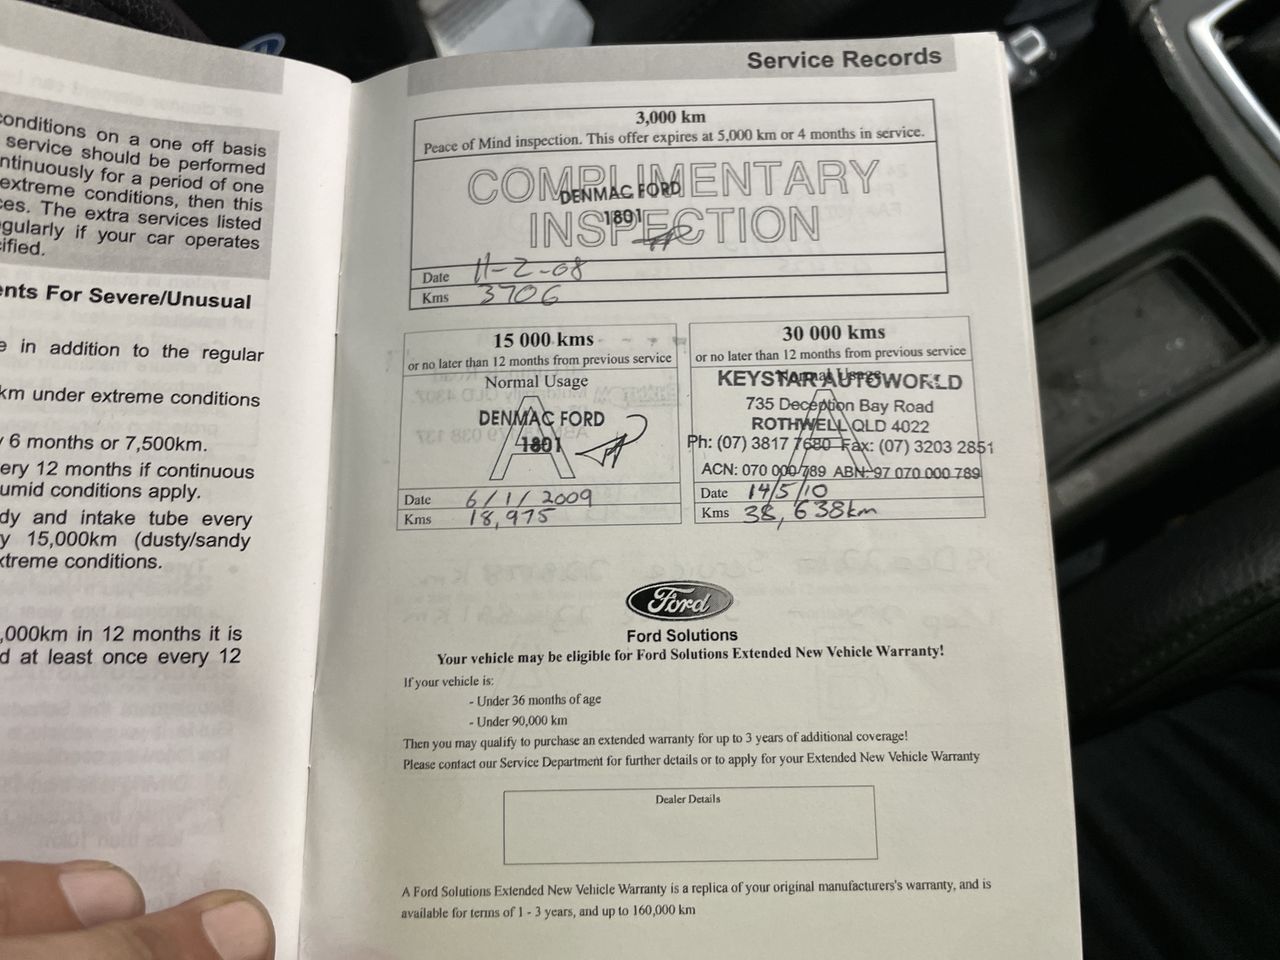 conditions on a one off basis
service should be performed
ntinuously for a period of one
extreme conditions, then this
ces. The extra services listed
gularly if your car operates
cified.
ents For Severe/Unusual
e in addition to the regular
km under extreme conditions
y 6 months or 7,500km.
ery 12 months if continuous
umid conditions apply.
dy and intake tube every
y 15,000km (dusty/sandy
xtreme conditions.
,000km in 12 months it is
d at least once every 12
Service Records
3,000 km
Peace of Mind inspection. This offer expires at 5,000 km or 4 months in service.
COMPLIMENTARY
DENMAC FORD
1801
INSPECTION
Date 11-2-08
Kms 3706
15 000 kms
or no later than 12 months from previous service
Normal Usage
A
DENMAC FORD
1801
Date 6/1/2009
Kms 18,975
30 000 kms
or no later than 12 months from previous service
Normal Usage
A
KEYSTAR AUTOWORLD
735 Deception Bay Road
ROTHWELL QLD 4022
Ph: (07) 3817 7680 Fax: (07) 3203 2851
ACN: 070 000 789 ABN: 97 070 000 789
Date 14/5/10
Kms 38,638km
Ford
Ford Solutions
Your vehicle may be eligible for Ford Solutions Extended New Vehicle Warranty!
If your vehicle is:
- Under 36 months of age
- Under 90,000 km
Then you may qualify to purchase an extended warranty for up to 3 years of additional coverage!
Please contact our Service Department for further details or to apply for your Extended New Vehicle Warranty
Dealer Details
A Ford Solutions Extended New Vehicle Warranty is a replica of your original manufacturers's warranty, and is
available for terms of 1 - 3 years, and up to 160,000 km